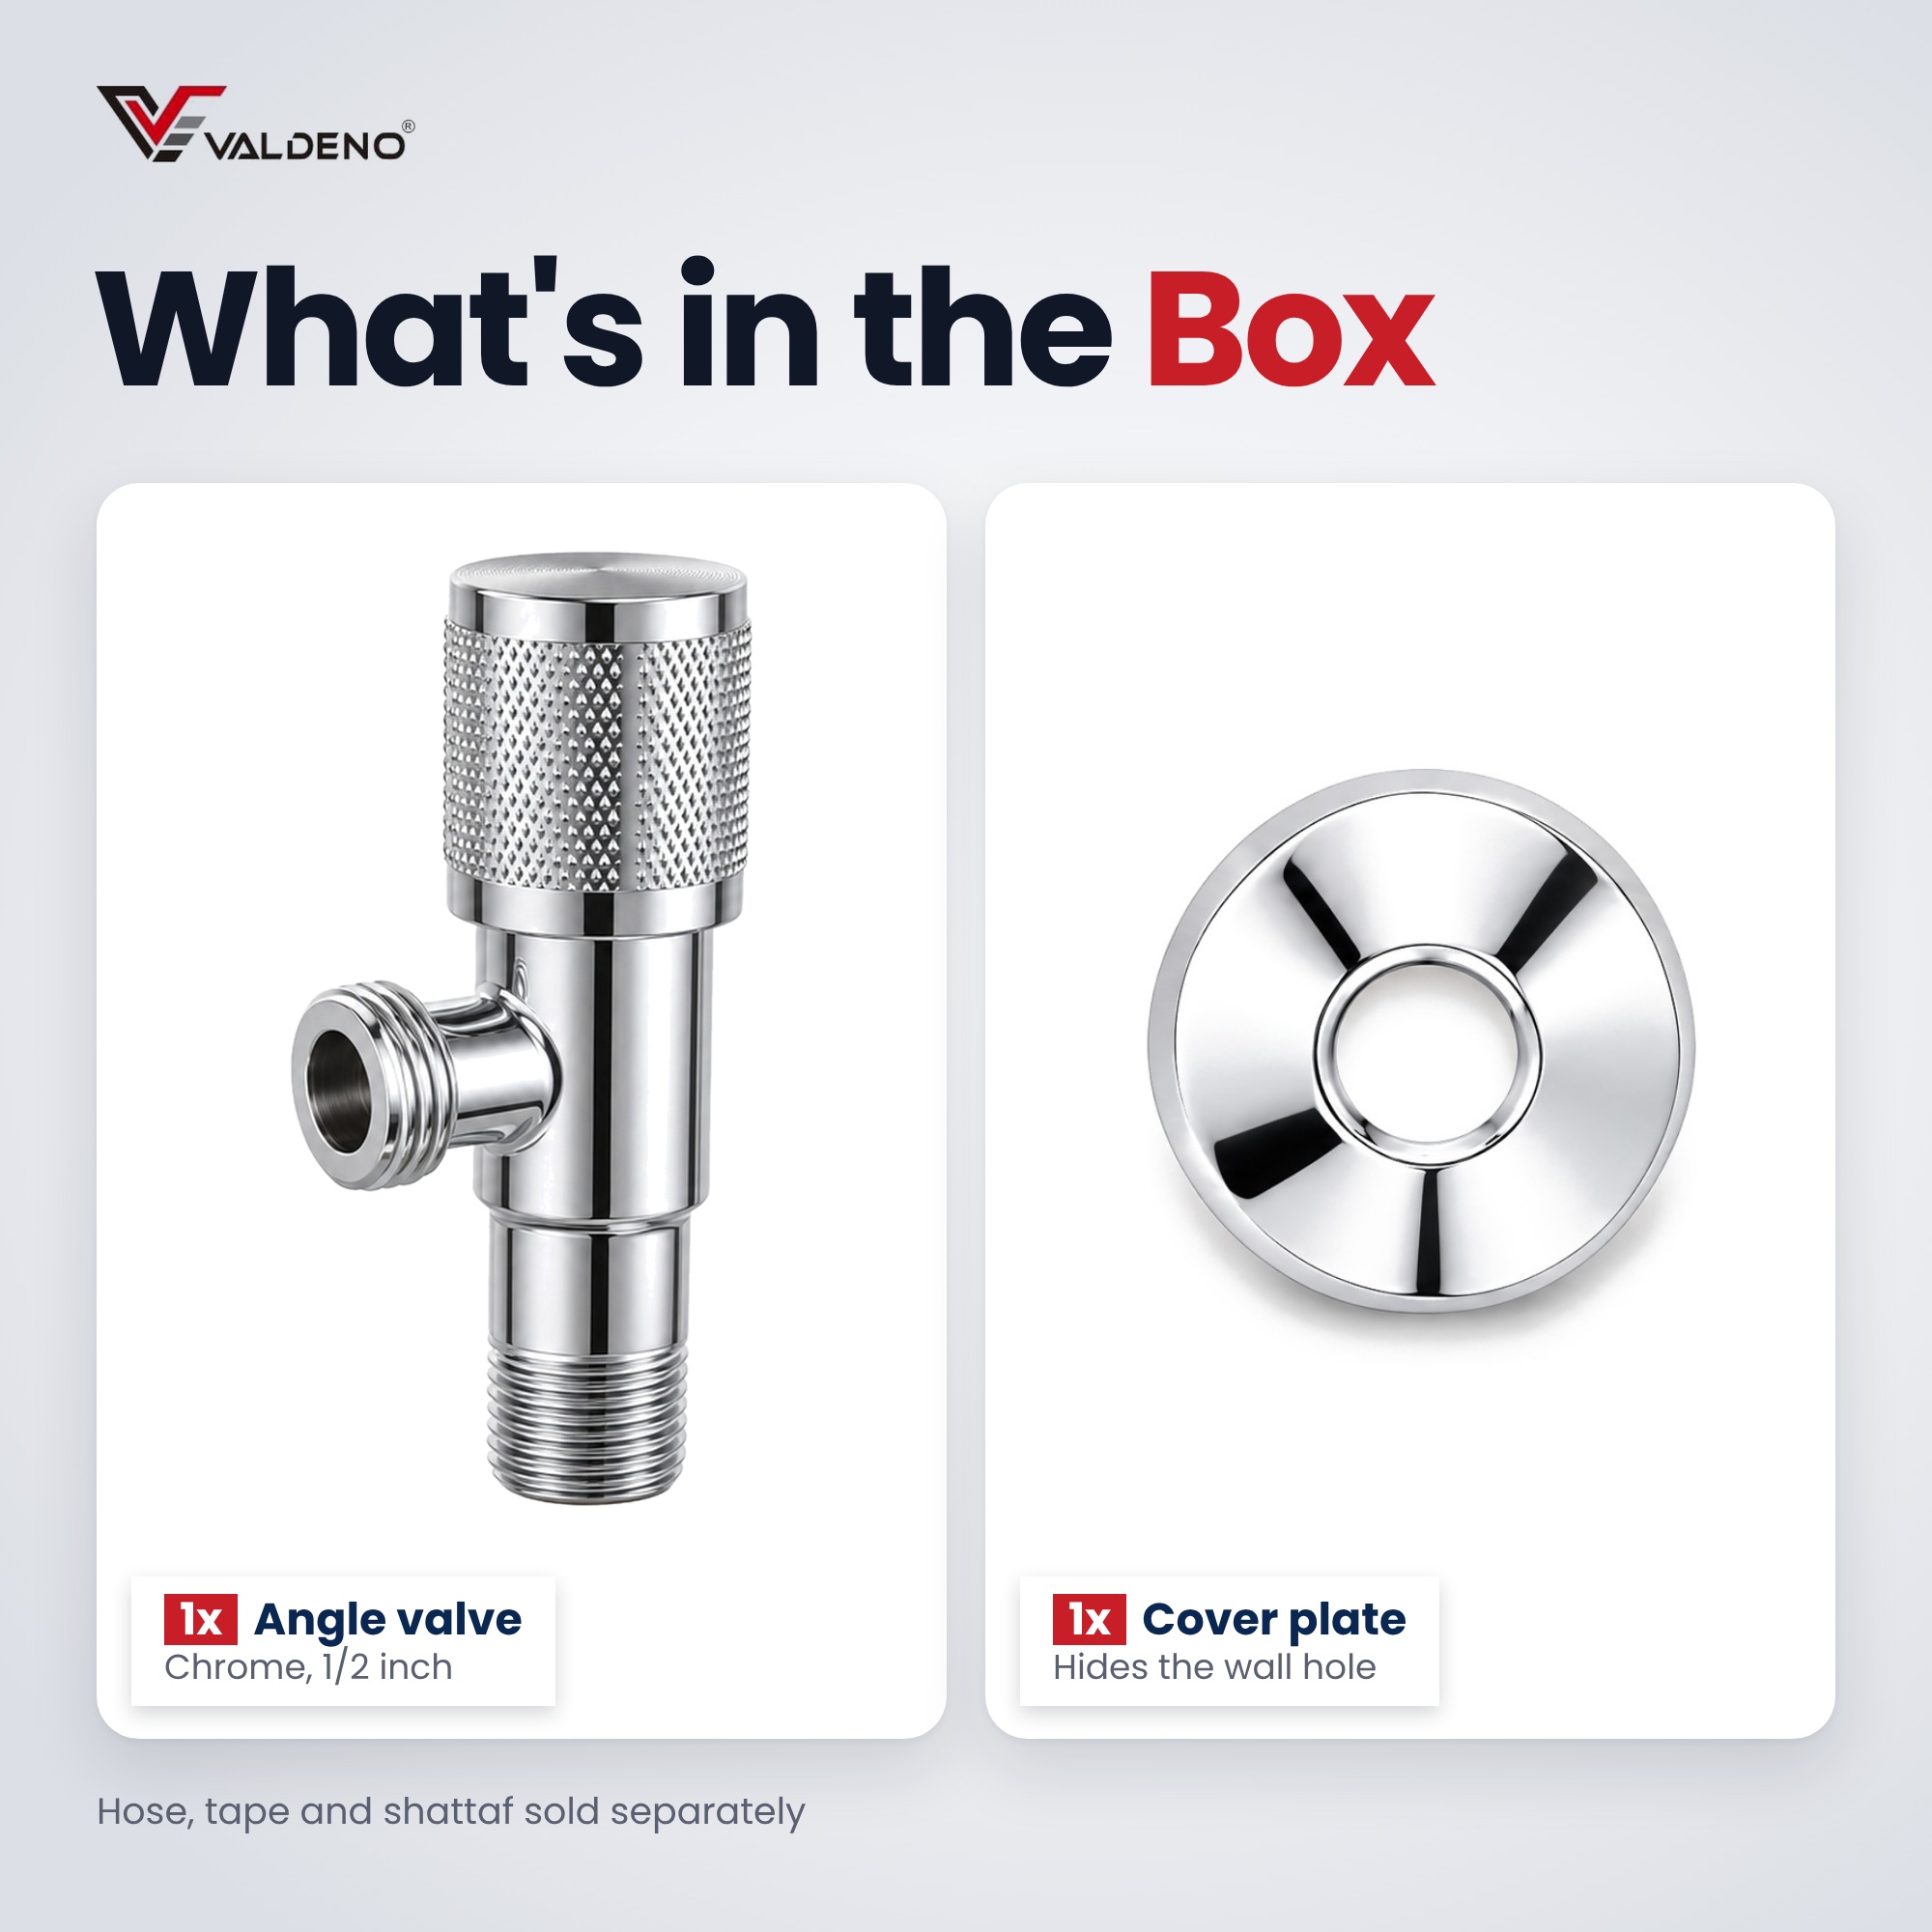 VALDENO®
What's in the Box
1x Angle valve
Chrome, 1/2 inch
1x Cover plate
Hides the wall hole
Hose, tape and shattaf sold separately